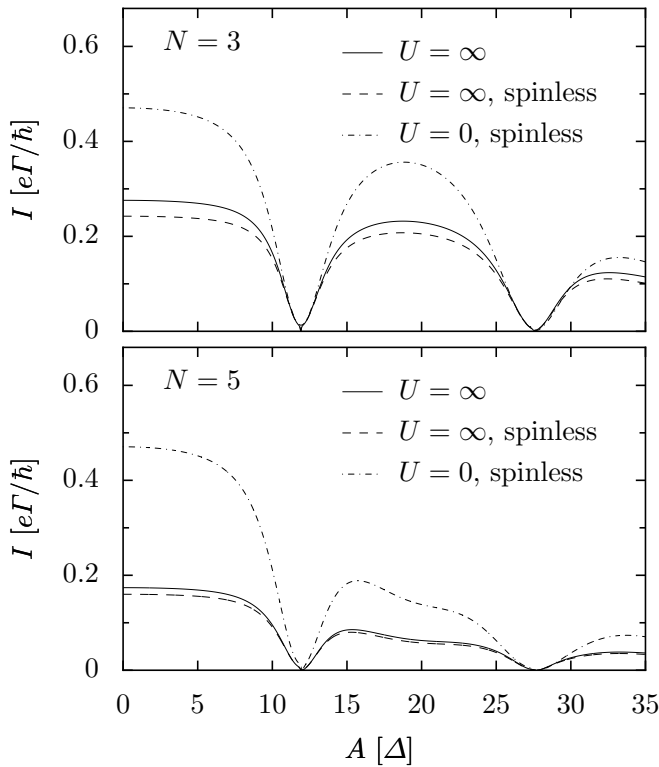 0.6
0.4
0.2
0
I [eΓ/ħ]
N = 3
U = ∞
U = ∞, spinless
U = 0, spinless
0.6
0.4
0.2
0
I [eΓ/ħ]
N = 5
U = ∞
U = ∞, spinless
U = 0, spinless
0 5 10 15 20 25 30 35
A [Δ]